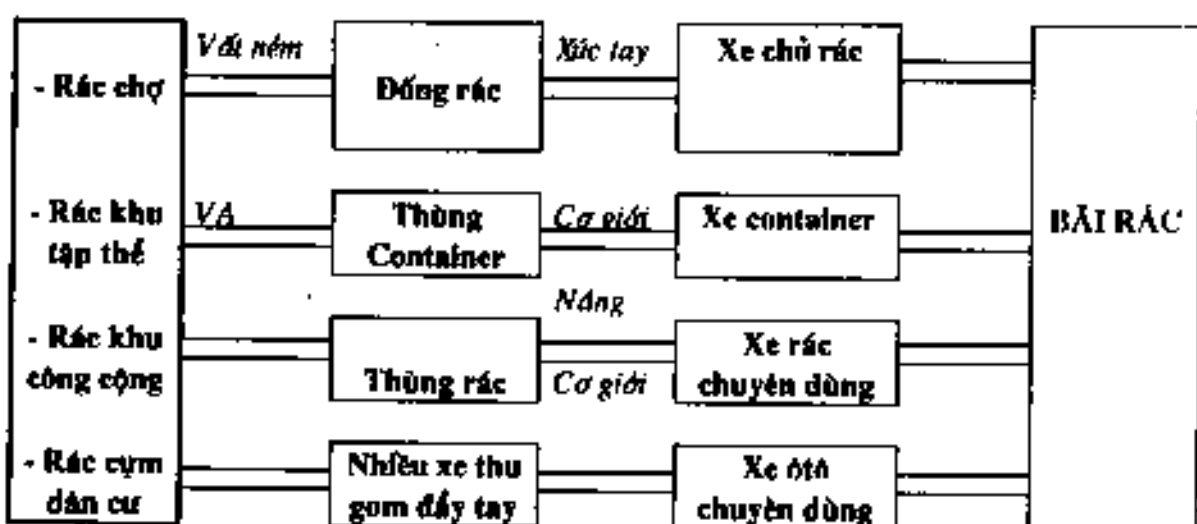 Vất ném
Xúc tay
Xe chở rác
- Rác chợ
Đống rác
- Rác khu
tập thể
VA
Thùng
Container
Cơ giới
Xe container
BÃI RÁC
Nâng
- Rác khu
công cộng
Thùng rác
Cơ giới
Xe rác
chuyên dùng
- Rác cụm
dân cư
Nhiều xe thu
gom đẩy tay
Xe ôtô
chuyên dùng